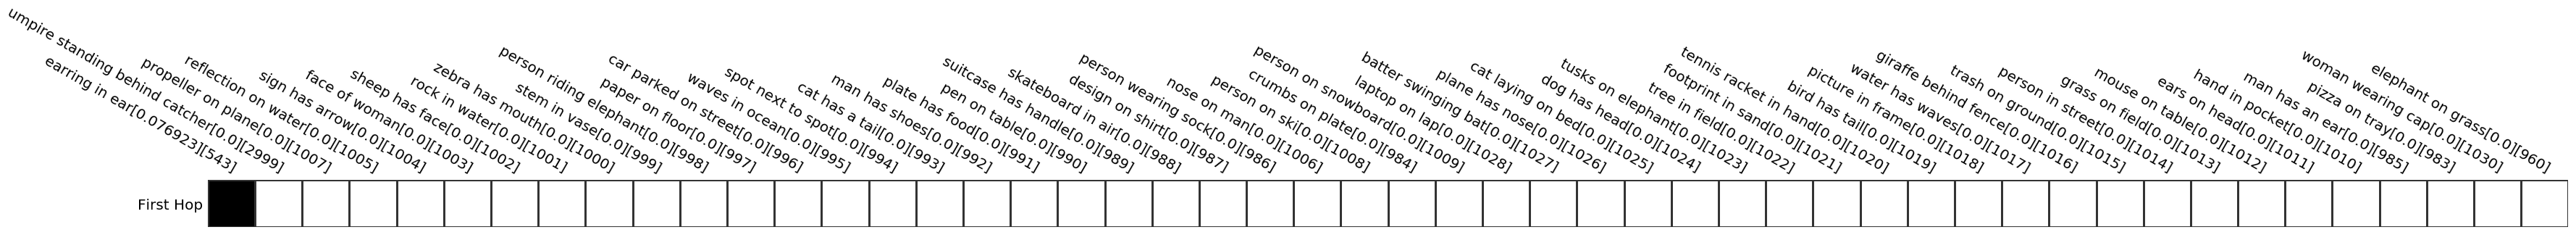 earring in ear[0.076923][543]
umpire standing behind catcher[0.0][2999]
propeller on plane[0.0][1007]
reflection on water[0.0][1005]
sign has arrow[0.0][1004]
face of woman[0.0][1003]
sheep has face[0.0][1002]
rock in water[0.0][1001]
zebra has mouth[0.0][1000]
stem in vase[0.0][999]
person riding elephant[0.0][998]
paper on floor[0.0][997]
car parked on street[0.0][996]
waves in ocean[0.0][995]
spot next to spot[0.0][994]
cat has a tail[0.0][993]
man has shoes[0.0][992]
plate has food[0.0][991]
pen on table[0.0][990]
suitcase has handle[0.0][989]
skateboard in air[0.0][988]
design on shirt[0.0][987]
person wearing sock[0.0][986]
nose on man[0.0][1006]
person on ski[0.0][1008]
crumbs on plate[0.0][984]
person on snowboard[0.0][1009]
laptop on lap[0.0][1028]
batter swinging bat[0.0][1027]
plane has nose[0.0][1026]
cat laying on bed[0.0][1025]
dog has head[0.0][1024]
tusks on elephant[0.0][1023]
tree in field[0.0][1022]
footprint in sand[0.0][1021]
tennis racket in hand[0.0][1020]
bird has tail[0.0][1019]
picture in frame[0.0][1018]
water has waves[0.0][1017]
giraffe behind fence[0.0][1016]
trash on ground[0.0][1015]
person in street[0.0][1014]
grass on field[0.0][1013]
mouse on table[0.0][1012]
ears on head[0.0][1011]
hand in pocket[0.0][1010]
man has an ear[0.0][985]
pizza on tray[0.0][983]
woman wearing cap[0.0][1030]
elephant on grass[0.0][960]
First Hop